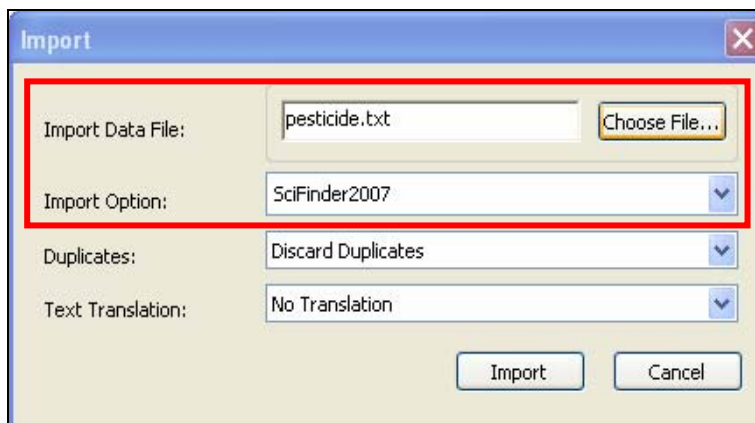 Import
Import Data File: pesticide.txt Choose File...
Import Option: SciFinder2007
Duplicates: Discard Duplicates
Text Translation: No Translation
Import Cancel